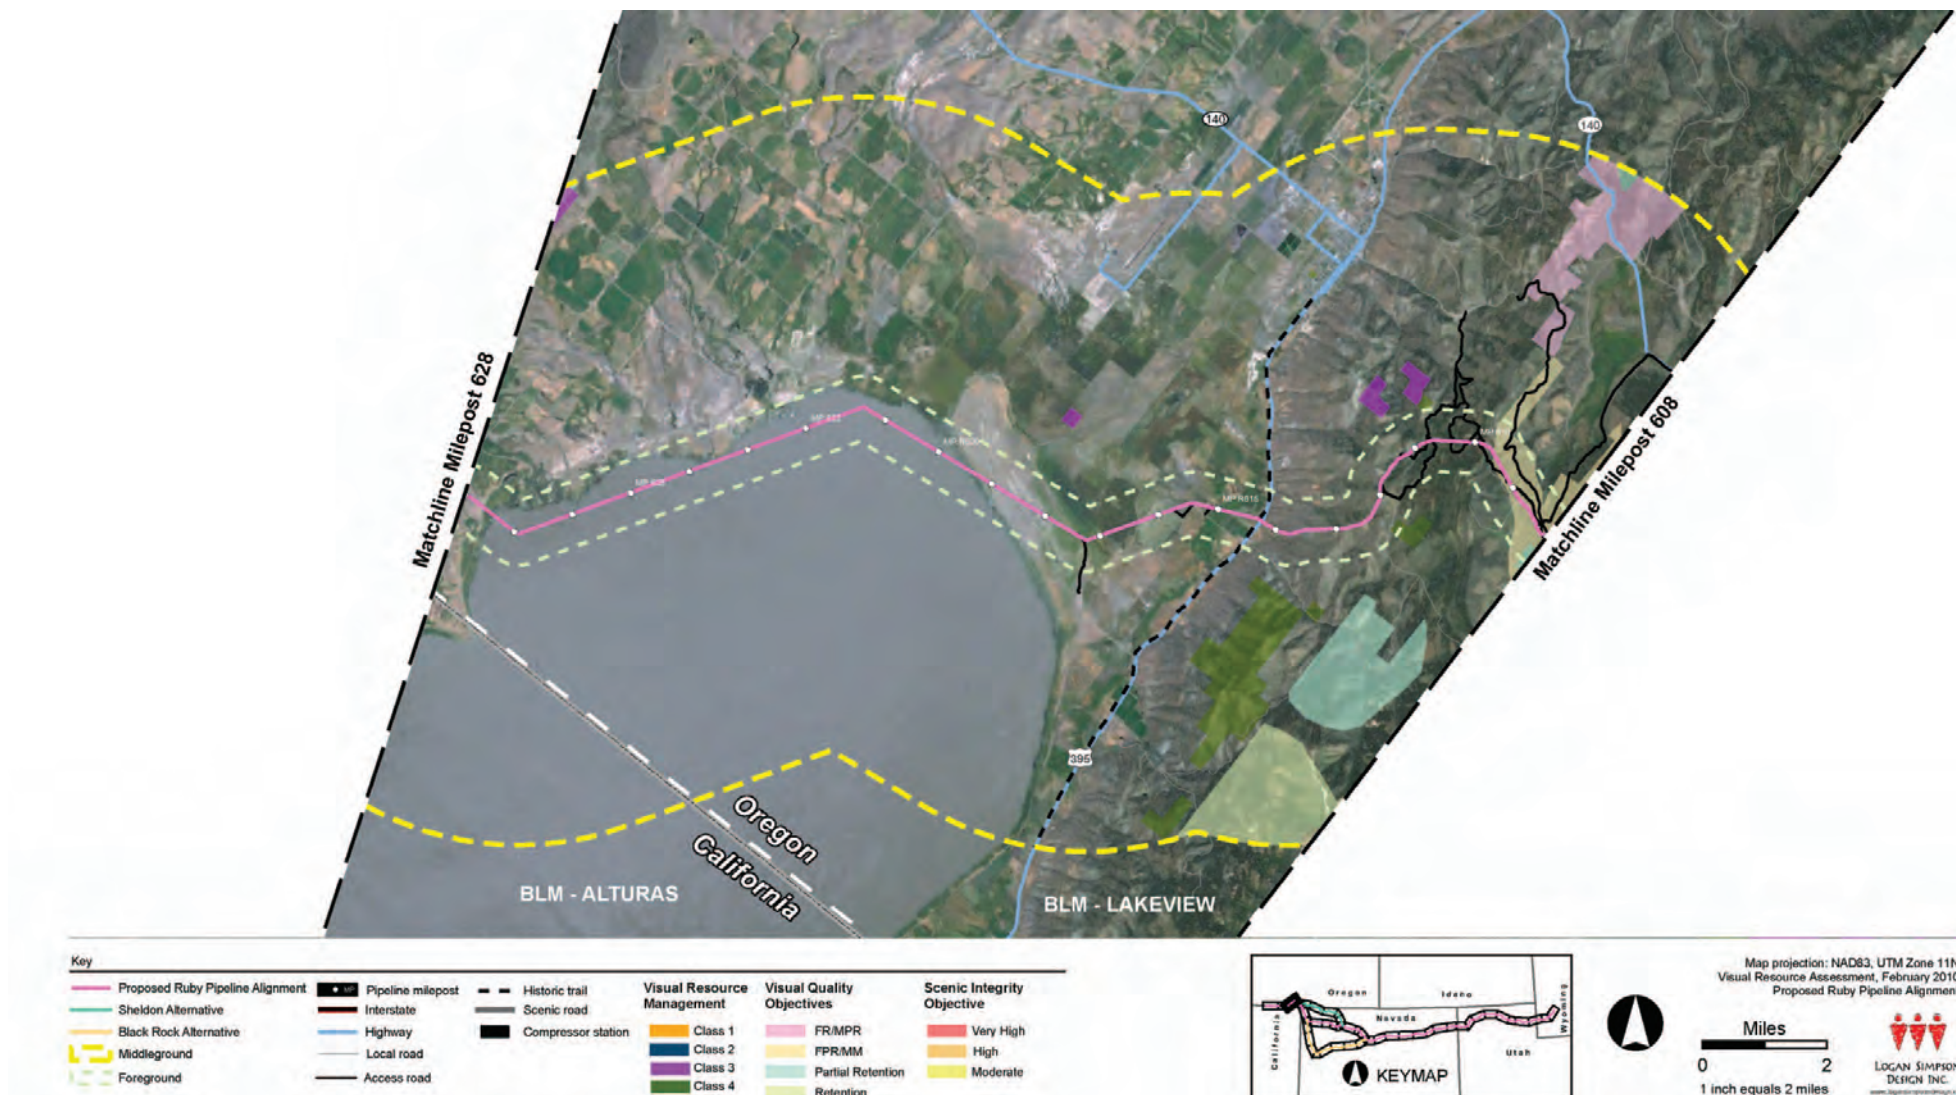 140
140
Matchline Milepost 628
Matchline Milepost 608
MP 622
MP R615
395
Oregon
California
BLM - ALTURAS
BLM - LAKEVIEW
Key
Proposed Ruby Pipeline Alignment
Sheldon Alternative
Black Rock Alternative
Middleground
Foreground
MP
Pipeline milepost
Interstate
Highway
Local road
Access road
Historic trail
Scenic road
Compressor station
Visual Resource
Management
Class 1
Class 2
Class 3
Class 4
Visual Quality
Objectives
FR/MPR
FPR/MM
Partial Retention
Retention
Scenic Integrity
Objective
Very High
High
Moderate
Oregon
Idaho
Wyoming
Nevada
California
Utah
KEYMAP
Map projection: NAD83, UTM Zone 11N
Visual Resource Assessment, February 2010
Proposed Ruby Pipeline Alignment
Miles
0 2
1 inch equals 2 miles
LOGAN SIMPSON
DESIGN INC.